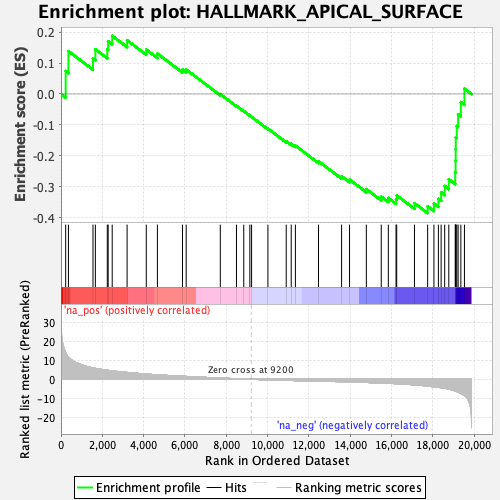 Enrichment plot: HALLMARK_APICAL_SURFACE
Enrichment score (ES)
0.2
0.1
0.0
-0.1
-0.2
-0.3
-0.4
'na_pos' (positively correlated)
Ranked list metric (PreRanked)
30
20
10
0
-10
-20
Zero cross at 9200
'na_neg' (negatively correlated)
0 2,000 4,000 6,000 8,000 10,000 12,000 14,000 16,000 18,000 20,000
Rank in Ordered Dataset
Enrichment profile Hits Ranking metric scores